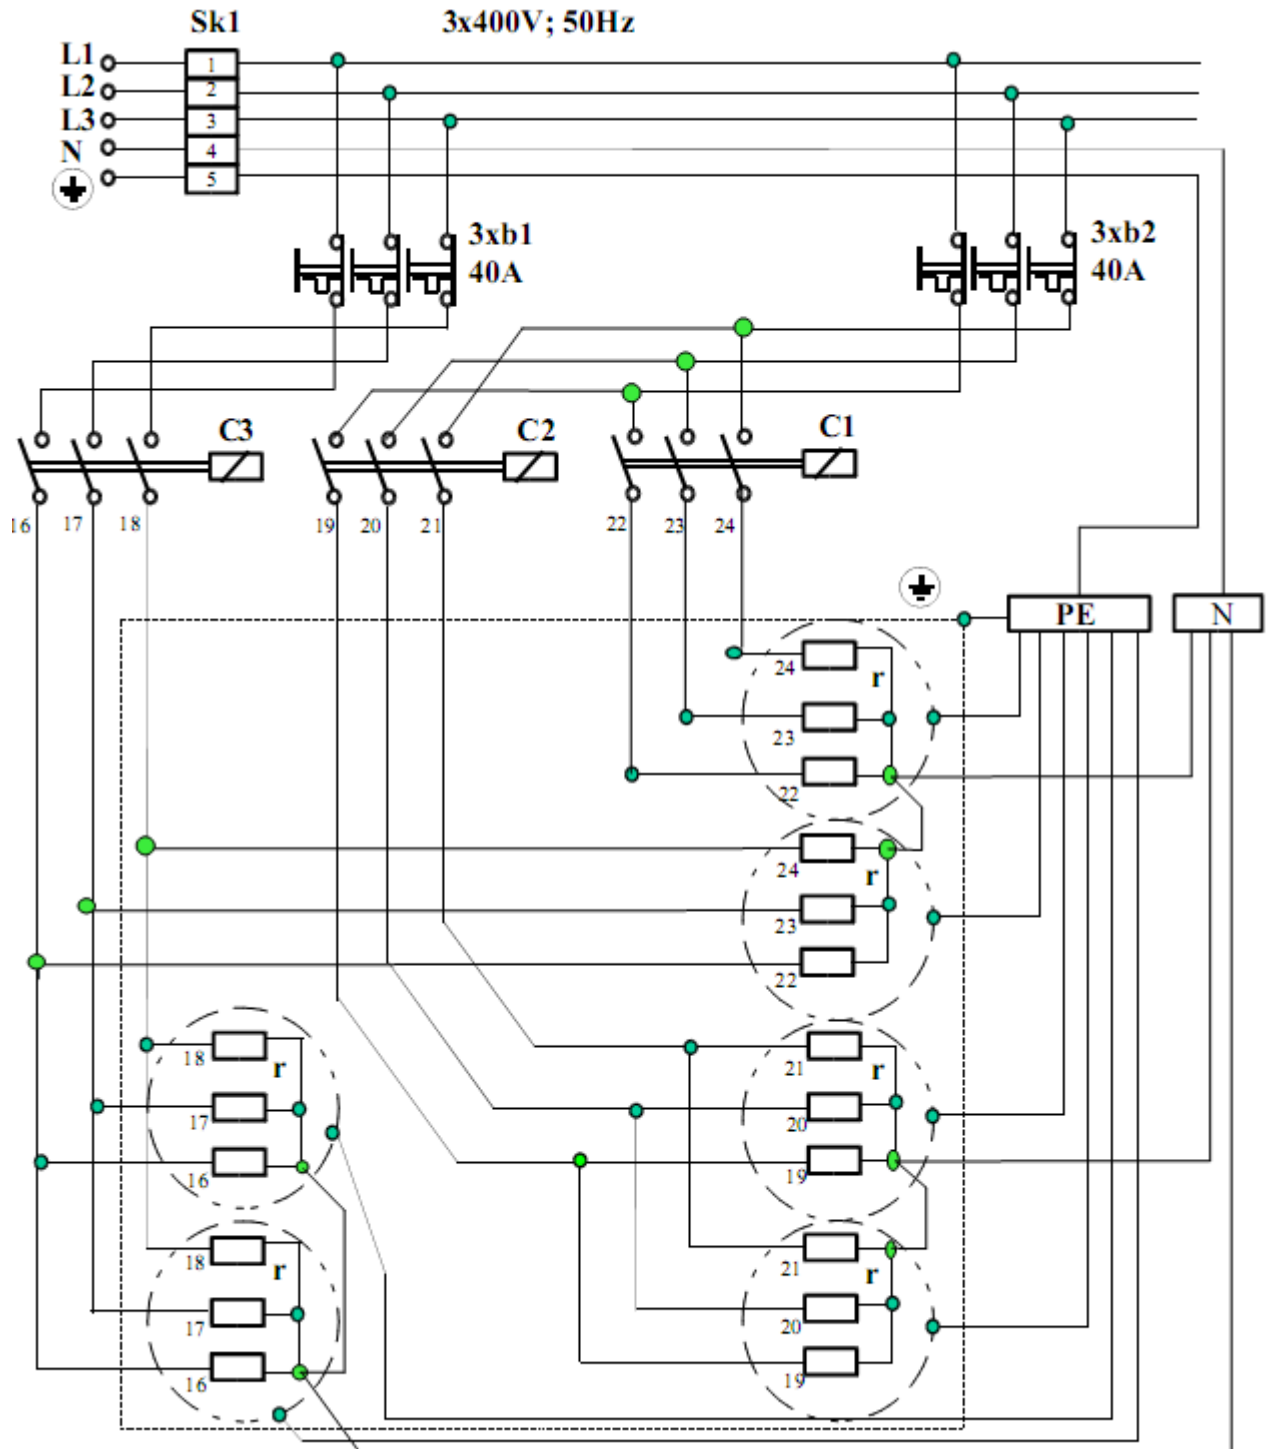 Sk1 3x400V; 50Hz
L1 1
L2 2
L3 3
N 4
5
3xb1 3xb2
40A 40A
C3 C2 C1
16 17 18 19 20 21 22 23 24
PE N
24 r
23
22
24 r
23
22
18 r 21 r
17 20
16 19
18 r 21 r
17 20
16 19